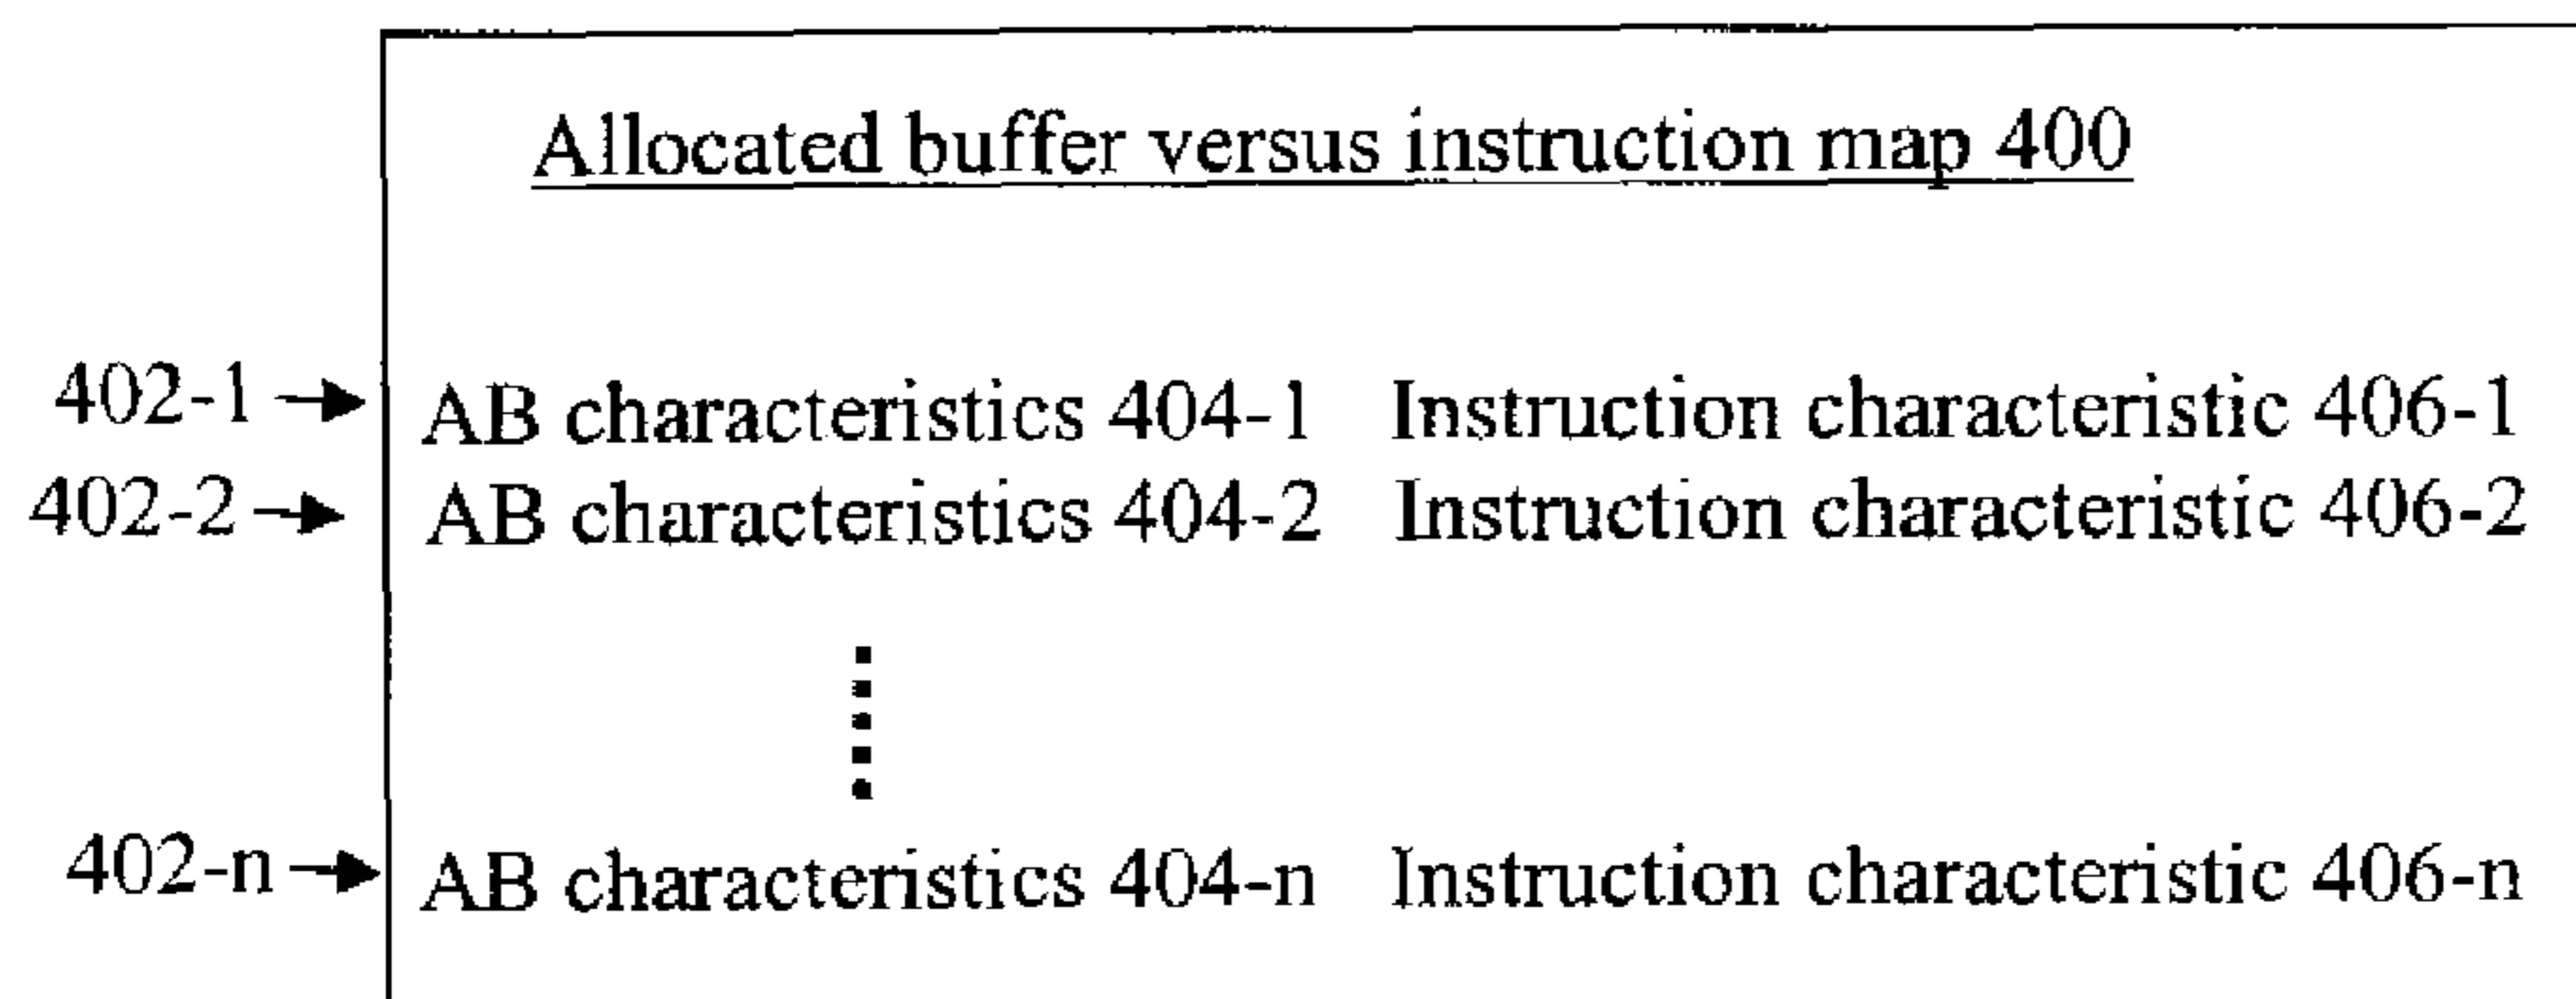 Allocated buffer versus instruction map 400
402-1 AB characteristics 404-1 Instruction characteristic 406-1
402-2 AB characteristics 404-2 Instruction characteristic 406-2
402-n AB characteristics 404-n Instruction characteristic 406-n